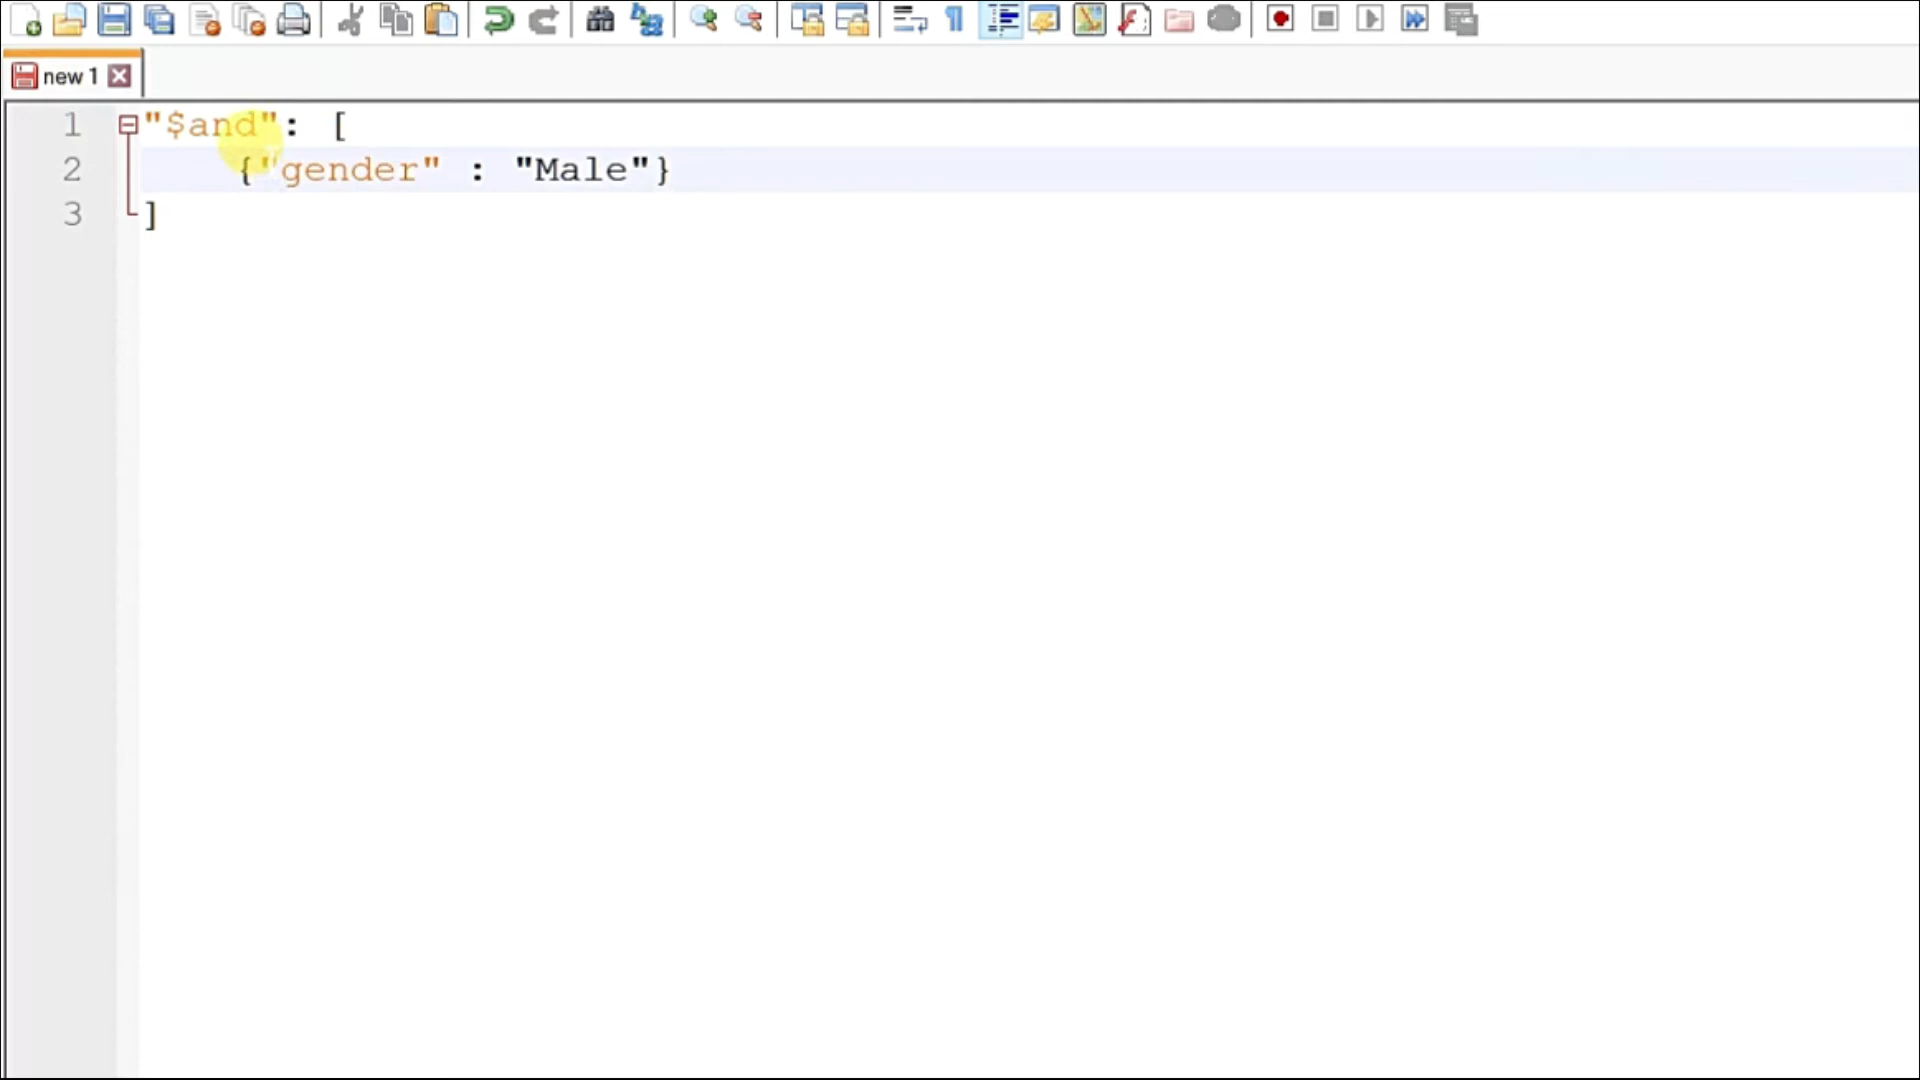 new 1
1 "$and": [
2 {"gender" : "Male"}
3 ]